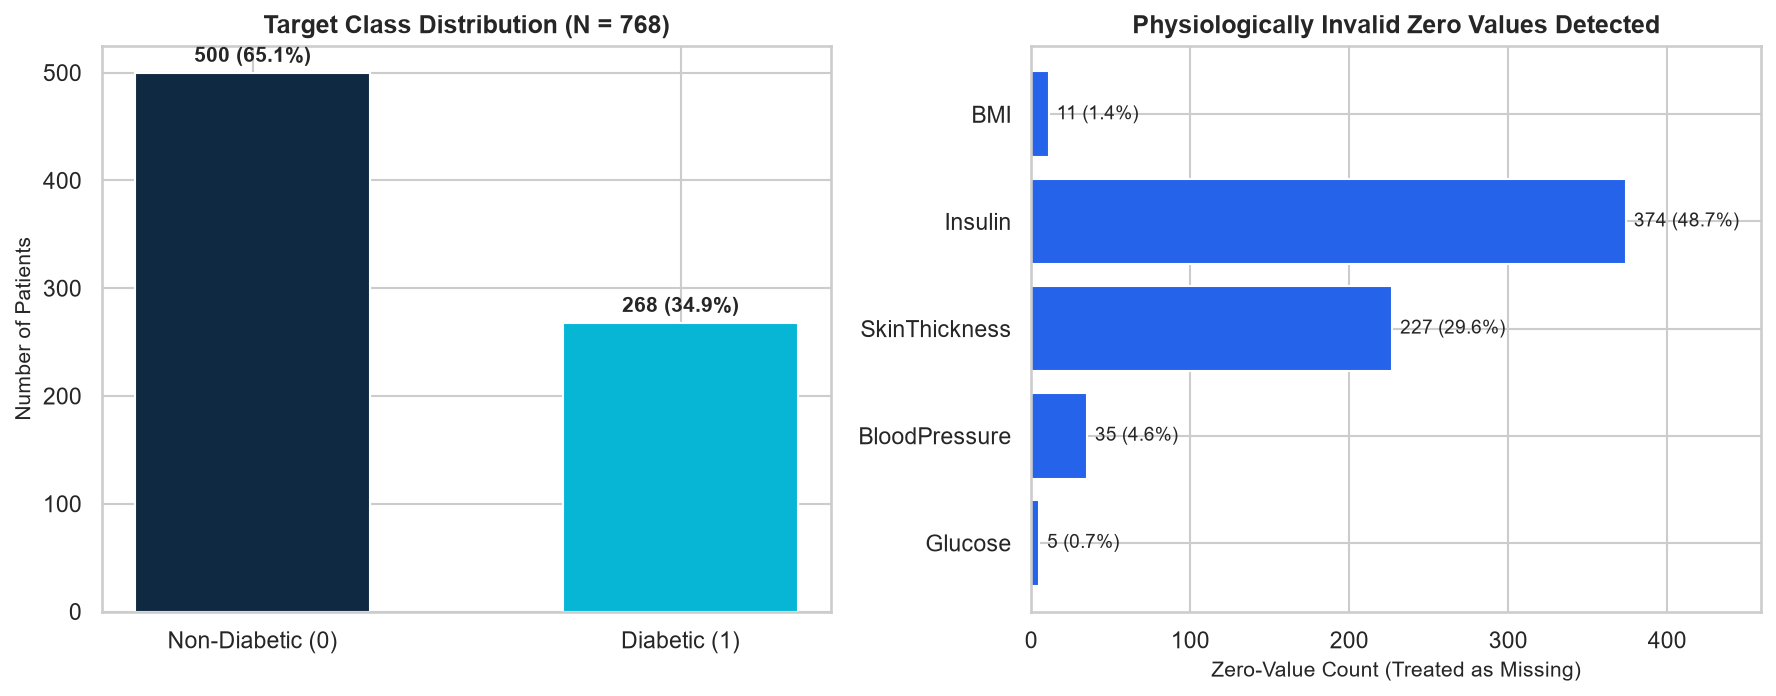 Target Class Distribution (N = 768)
Number of Patients
500
400
300
200
100
0
500 (65.1%)
268 (34.9%)
Non-Diabetic (0)
Diabetic (1)
Physiologically Invalid Zero Values Detected
BMI
11 (1.4%)
Insulin
374 (48.7%)
SkinThickness
227 (29.6%)
BloodPressure
35 (4.6%)
Glucose
5 (0.7%)
0
100
200
300
400
Zero-Value Count (Treated as Missing)